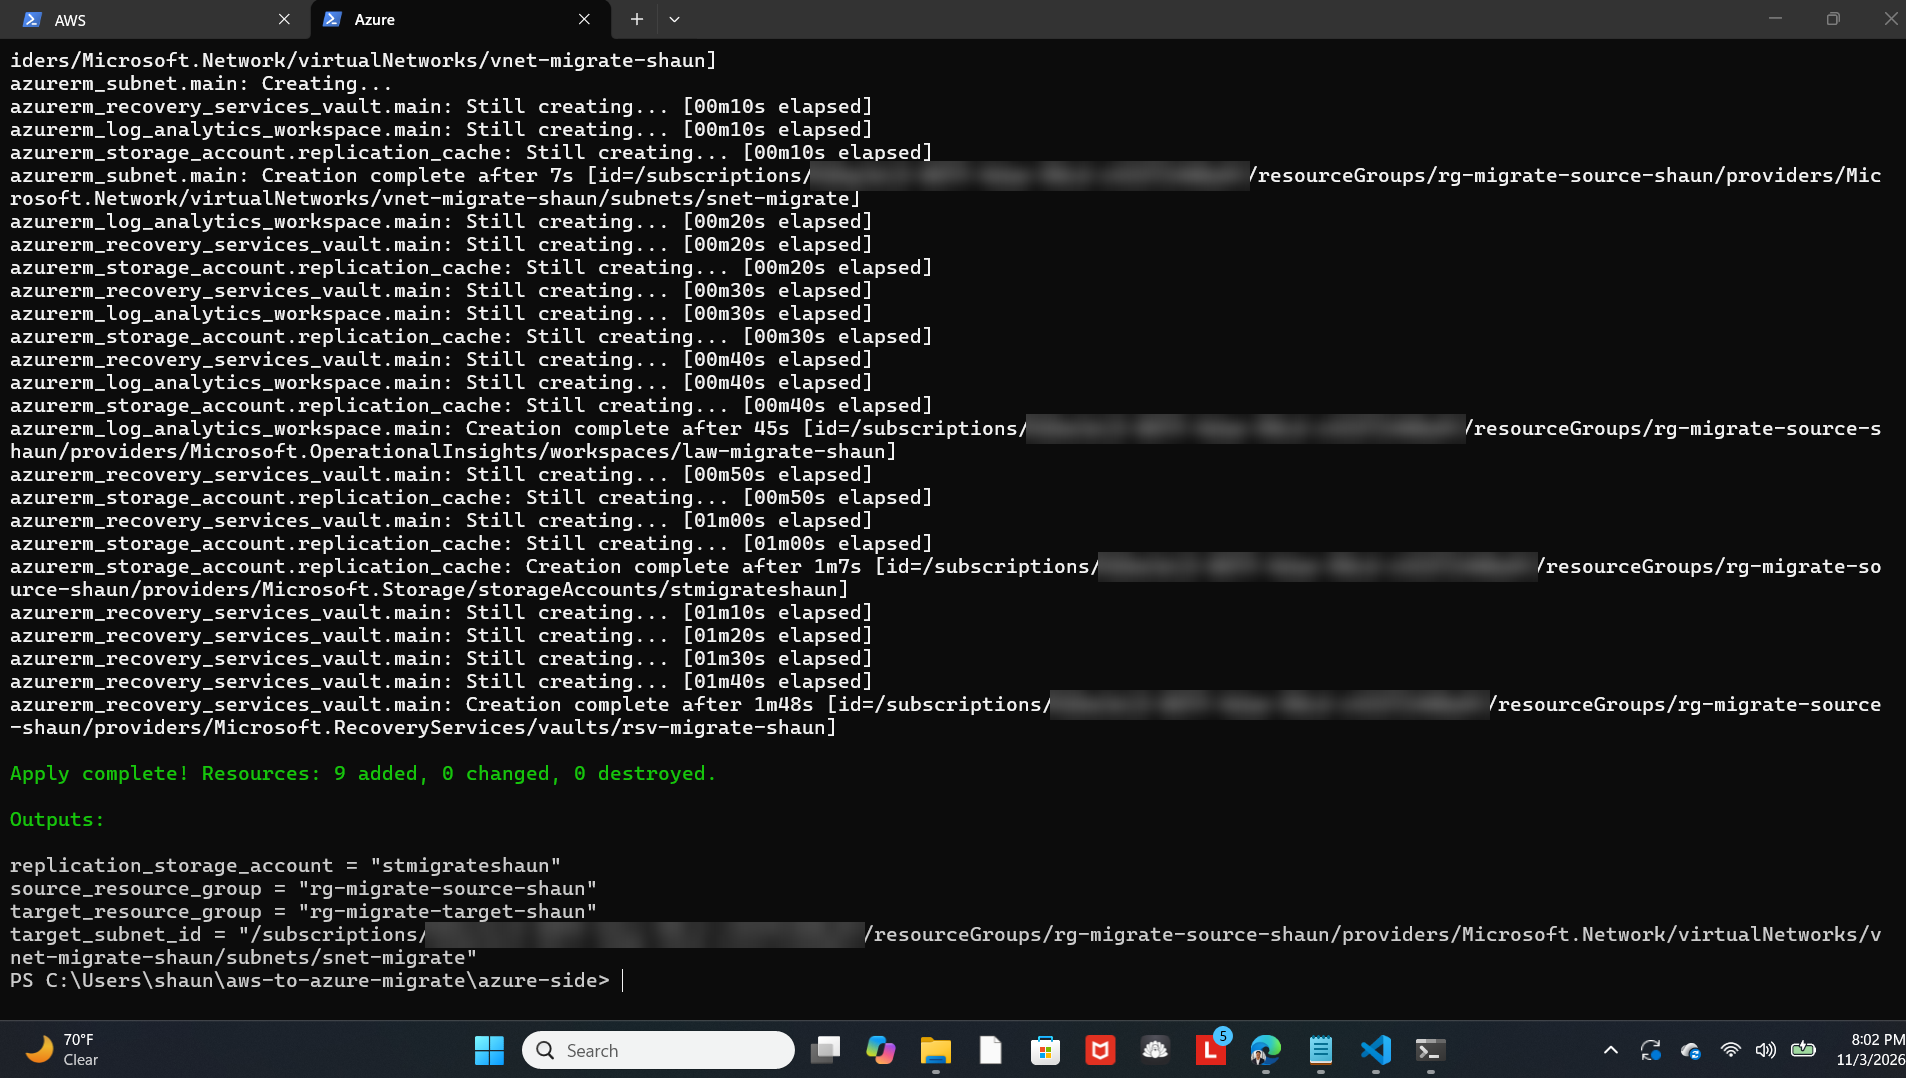 AWS
Azure
iders/Microsoft.Network/virtualNetworks/vnet-migrate-shaun]
azurerm_subnet.main: Creating...
azurerm_recovery_services_vault.main: Still creating... [00m10s elapsed]
azurerm_log_analytics_workspace.main: Still creating... [00m10s elapsed]
azurerm_storage_account.replication_cache: Still creating... [00m10s elapsed]
azurerm_subnet.main: Creation complete after 7s [id=/subscriptions/ /resourceGroups/rg-migrate-source-shaun/providers/Mic
rosoft.Network/virtualNetworks/vnet-migrate-shaun/subnets/snet-migrate]
azurerm_log_analytics_workspace.main: Still creating... [00m20s elapsed]
azurerm_recovery_services_vault.main: Still creating... [00m20s elapsed]
azurerm_storage_account.replication_cache: Still creating... [00m20s elapsed]
azurerm_recovery_services_vault.main: Still creating... [00m30s elapsed]
azurerm_log_analytics_workspace.main: Still creating... [00m30s elapsed]
azurerm_storage_account.replication_cache: Still creating... [00m30s elapsed]
azurerm_recovery_services_vault.main: Still creating... [00m40s elapsed]
azurerm_log_analytics_workspace.main: Still creating... [00m40s elapsed]
azurerm_storage_account.replication_cache: Still creating... [00m40s elapsed]
azurerm_log_analytics_workspace.main: Creation complete after 45s [id=/subscriptions/ /resourceGroups/rg-migrate-source-s
haun/providers/Microsoft.OperationalInsights/workspaces/law-migrate-shaun]
azurerm_recovery_services_vault.main: Still creating... [00m50s elapsed]
azurerm_storage_account.replication_cache: Still creating... [00m50s elapsed]
azurerm_recovery_services_vault.main: Still creating... [01m00s elapsed]
azurerm_storage_account.replication_cache: Still creating... [01m00s elapsed]
azurerm_storage_account.replication_cache: Creation complete after 1m7s [id=/subscriptions/ /resourceGroups/rg-migrate-so
urce-shaun/providers/Microsoft.Storage/storageAccounts/stmigrateshaun]
azurerm_recovery_services_vault.main: Still creating... [01m10s elapsed]
azurerm_recovery_services_vault.main: Still creating... [01m20s elapsed]
azurerm_recovery_services_vault.main: Still creating... [01m30s elapsed]
azurerm_recovery_services_vault.main: Still creating... [01m40s elapsed]
azurerm_recovery_services_vault.main: Creation complete after 1m48s [id=/subscriptions/ /resourceGroups/rg-migrate-source
-shaun/providers/Microsoft.RecoveryServices/vaults/rsv-migrate-shaun]
Apply complete! Resources: 9 added, 0 changed, 0 destroyed.
Outputs:
replication_storage_account = "stmigrateshaun"
source_resource_group = "rg-migrate-source-shaun"
target_resource_group = "rg-migrate-target-shaun"
target_subnet_id = "/subscriptions/ /resourceGroups/rg-migrate-source-shaun/providers/Microsoft.Network/virtualNetworks/v
net-migrate-shaun/subnets/snet-migrate"
PS C:\Users\shaun\aws-to-azure-migrate\azure-side>
70°F
Clear
Search
L
5
8:02 PM
11/3/2026